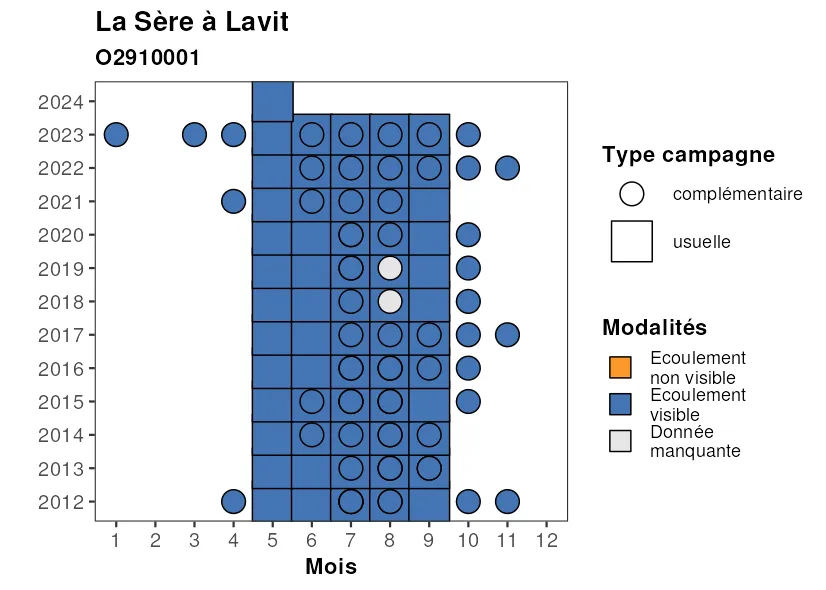 La Sère à Lavit
O2910001
2024
2023
2022
2021
2020
2019
2018
2017
2016
2015
2014
2013
2012
1 2 3 4 5 6 7 8 9 10 11 12
Mois
Type campagne
complémentaire
usuelle
Modalités
Ecoulement
non visible
Ecoulement
visible
Donnée
manquante